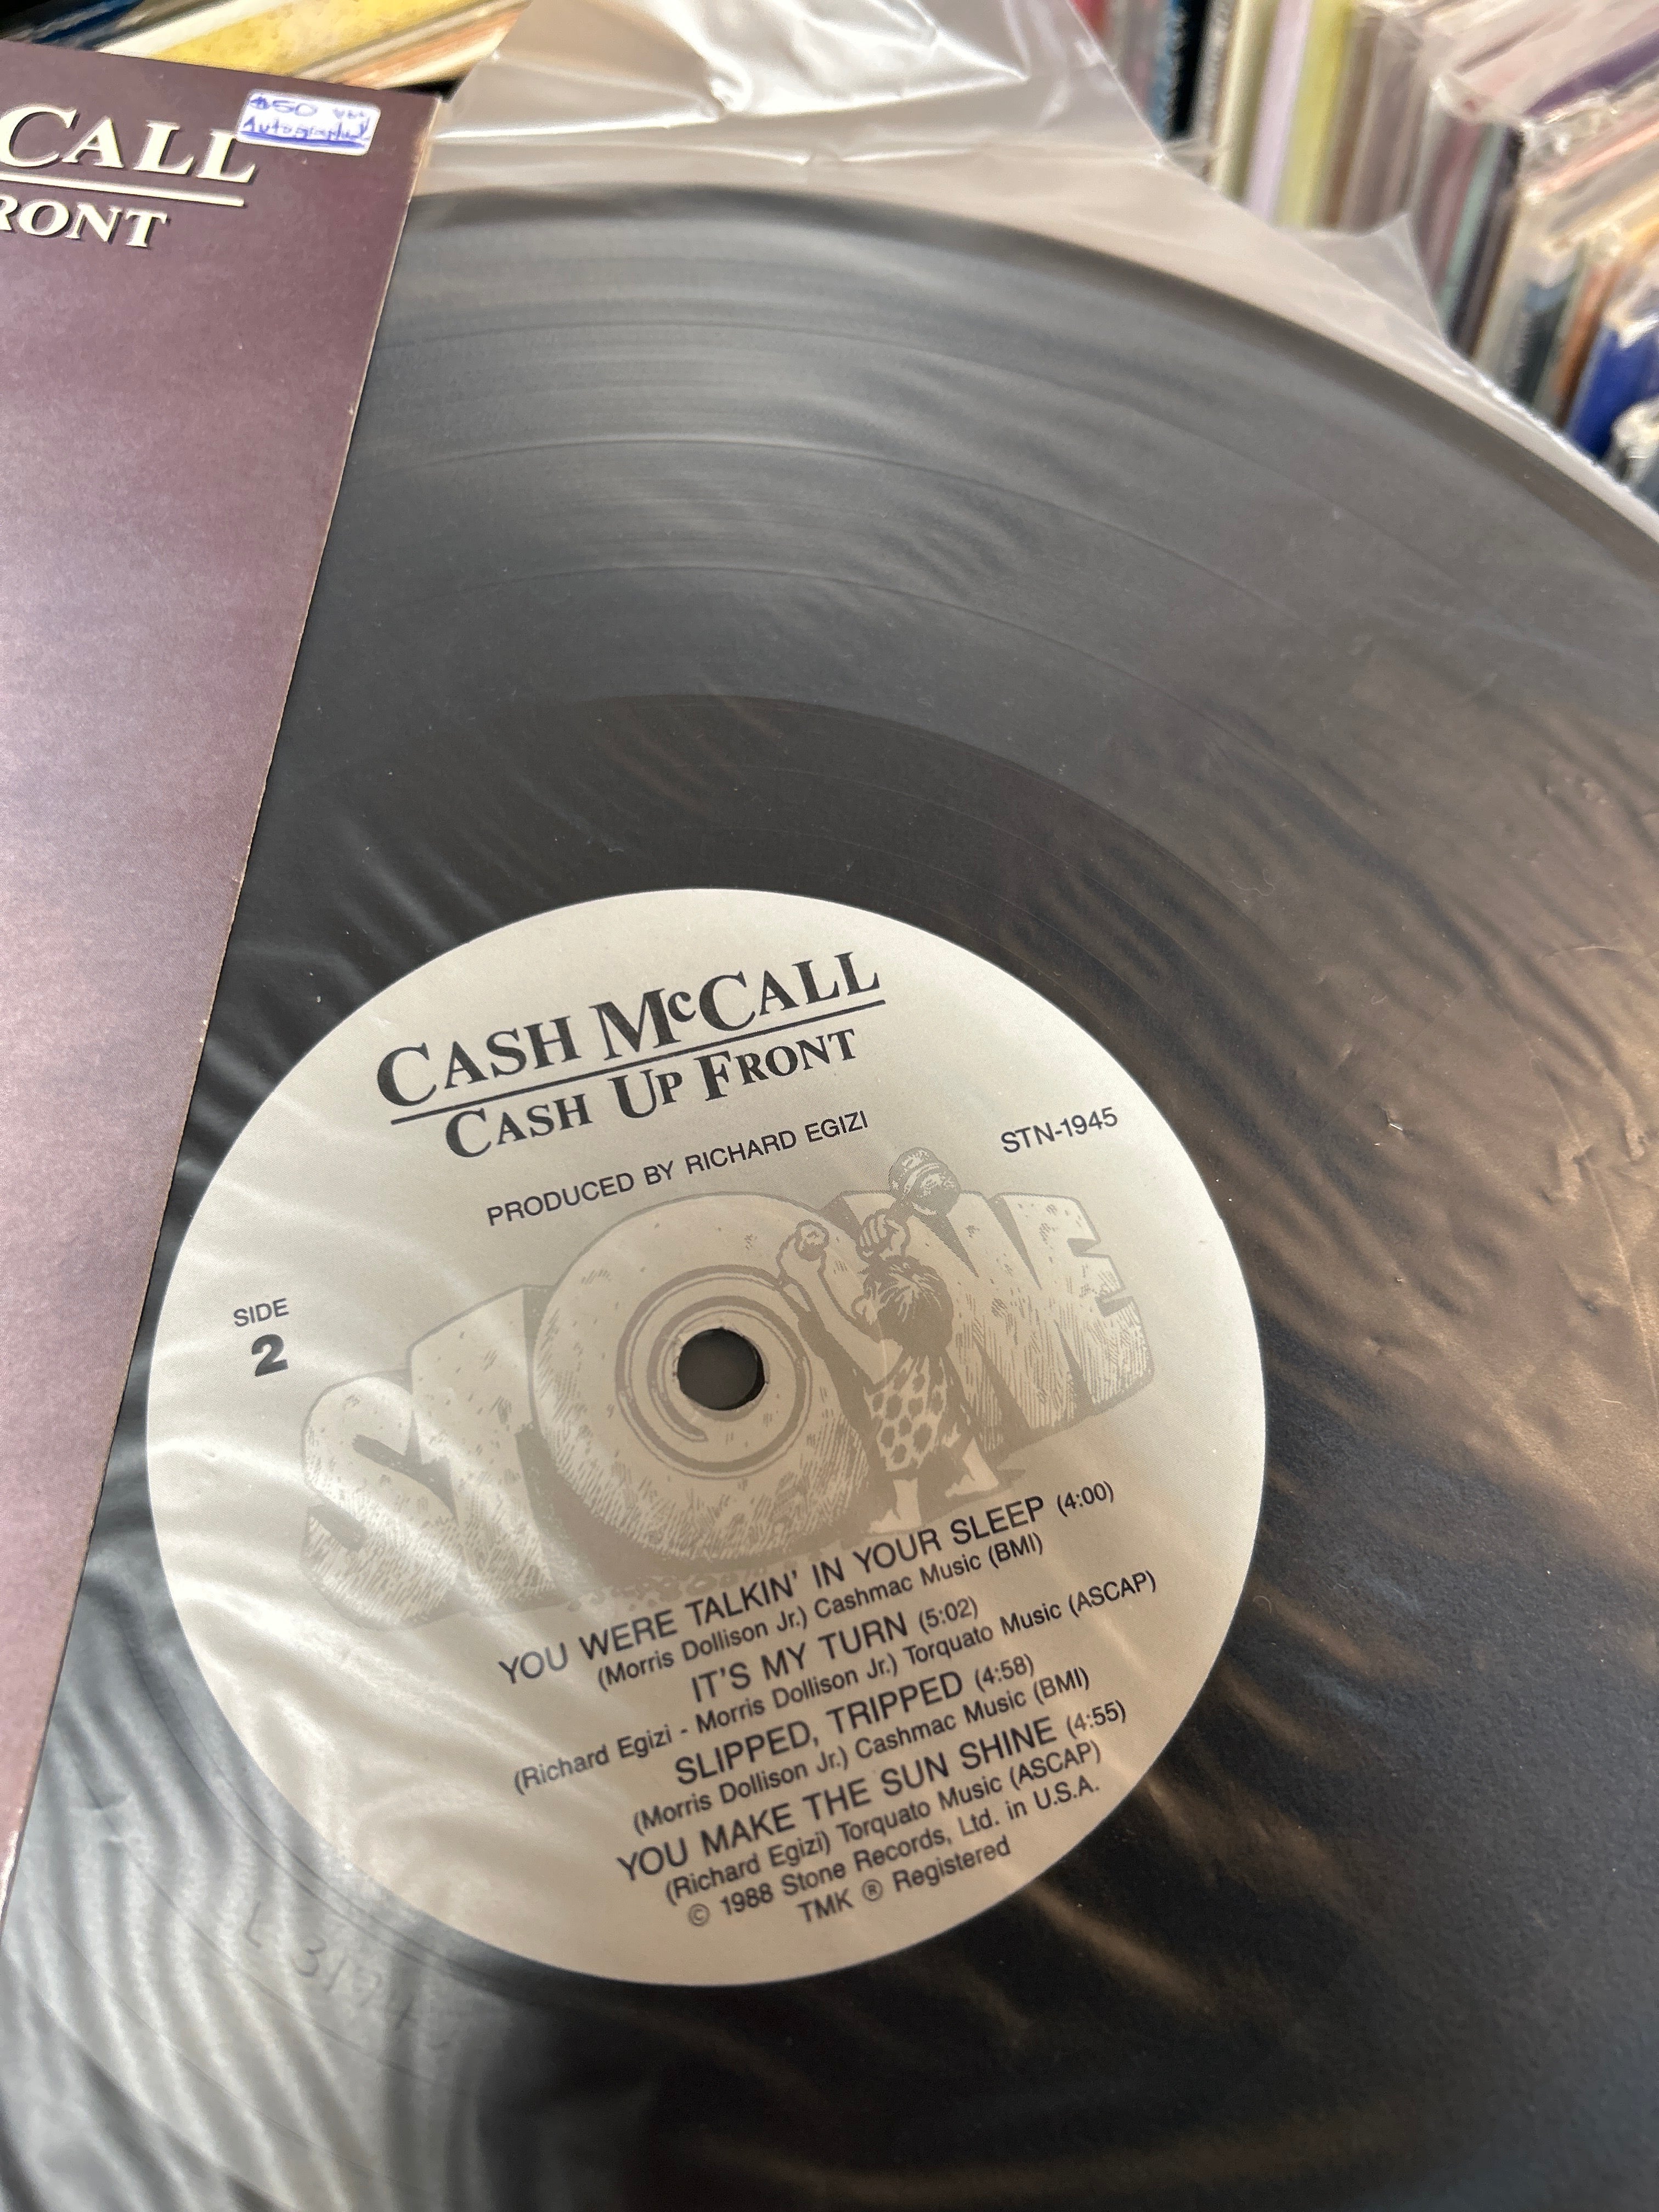 CALL
RONT
$50
Autographed
CASH McCALL
CASH UP FRONT
PRODUCED BY RICHARD EGIZI
STN-1945
SIDE
2
STONE
YOU WERE TALKIN' IN YOUR SLEEP (4:00)
(Morris Dollison Jr.) Cashmac Music (BMI)
IT'S MY TURN (5:02)
(Richard Egizi - Morris Dollison Jr.) Torquato Music (ASCAP)
SLIPPED, TRIPPED (4:58)
(Morris Dollison Jr.) Cashmac Music (BMI)
YOU MAKE THE SUN SHINE (4:55)
(Richard Egizi) Torquato Music (ASCAP)
© 1988 Stone Records, Ltd. in U.S.A.
TMK ® Registered